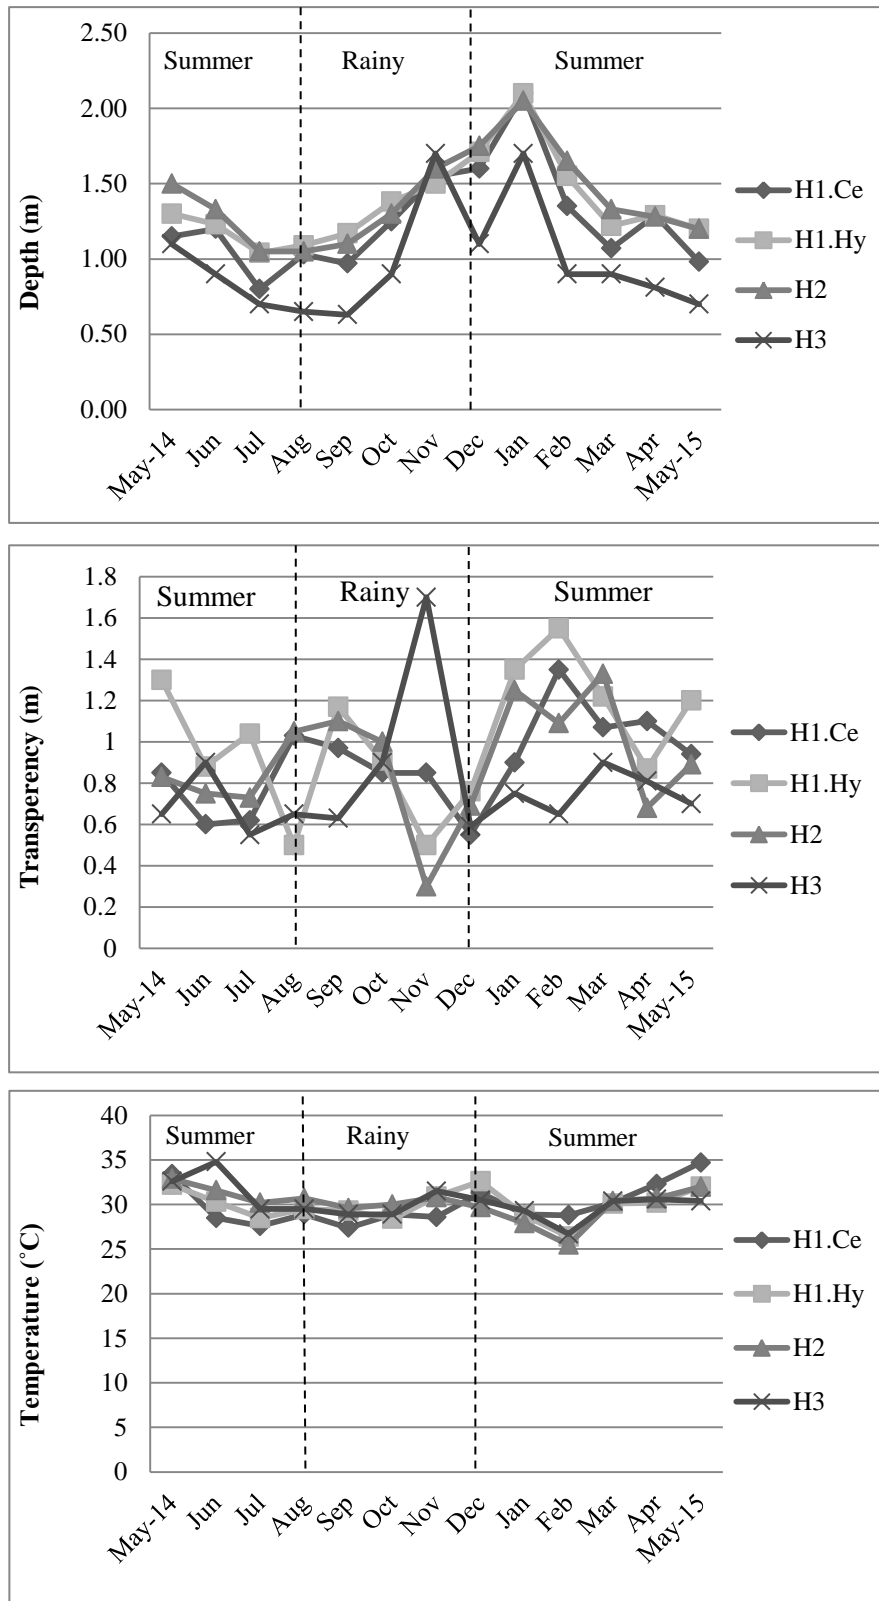 2.50
2.00
1.50
1.00
0.50
0.00
Depth (m)
Summer Rainy Summer
May-14 Jun Jul Aug Sep Oct Nov Dec Jan Feb Mar Apr May-15
H1.Ce
H1.Hy
H2
H3
1.8
1.6
1.4
1.2
1
0.8
0.6
0.4
0.2
0
Transperency (m)
Summer Rainy Summer
May-14 Jun Jul Aug Sep Oct Nov Dec Jan Feb Mar Apr May-15
H1.Ce
H1.Hy
H2
H3
40
35
30
25
20
15
10
5
0
Temperature (˚C)
Summer Rainy Summer
May-14 Jun Jul Aug Sep Oct Nov Dec Jan Feb Mar Apr May-15
H1.Ce
H1.Hy
H2
H3